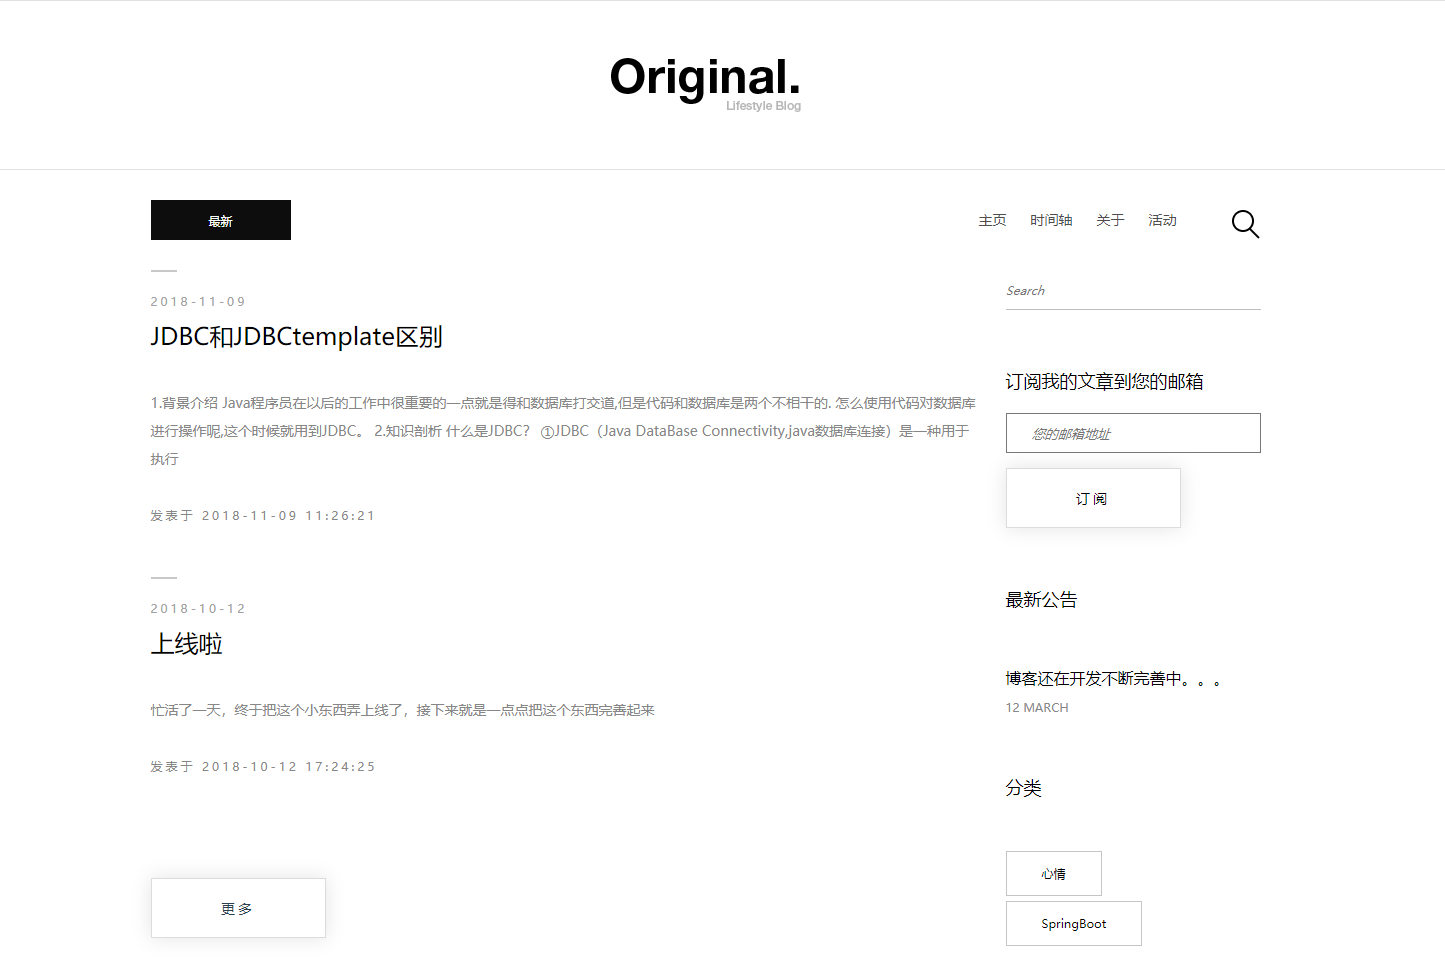 Original.
Lifestyle Blog
最新
主页 时间轴 关于 活动
2018-11-09
JDBC和JDBCtemplate区别
1.背景介绍 Java程序员在以后的工作中很重要的一点就是得和数据库打交道,但是代码和数据库是两个不相干的. 怎么使用代码对数据库
进行操作呢,这个时候就用到JDBC。 2.知识剖析 什么是JDBC？ ①JDBC（Java DataBase Connectivity,java数据库连接）是一种用于
执行
发表于 2018-11-09 11:26:21
2018-10-12
上线啦
忙活了一天，终于把这个小东西弄上线了，接下来就是一点点把这个东西完善起来
发表于 2018-10-12 17:24:25
更多
Search
订阅我的文章到您的邮箱
您的邮箱地址
订阅
最新公告
博客还在开发不断完善中。。。
12 MARCH
分类
心情
SpringBoot